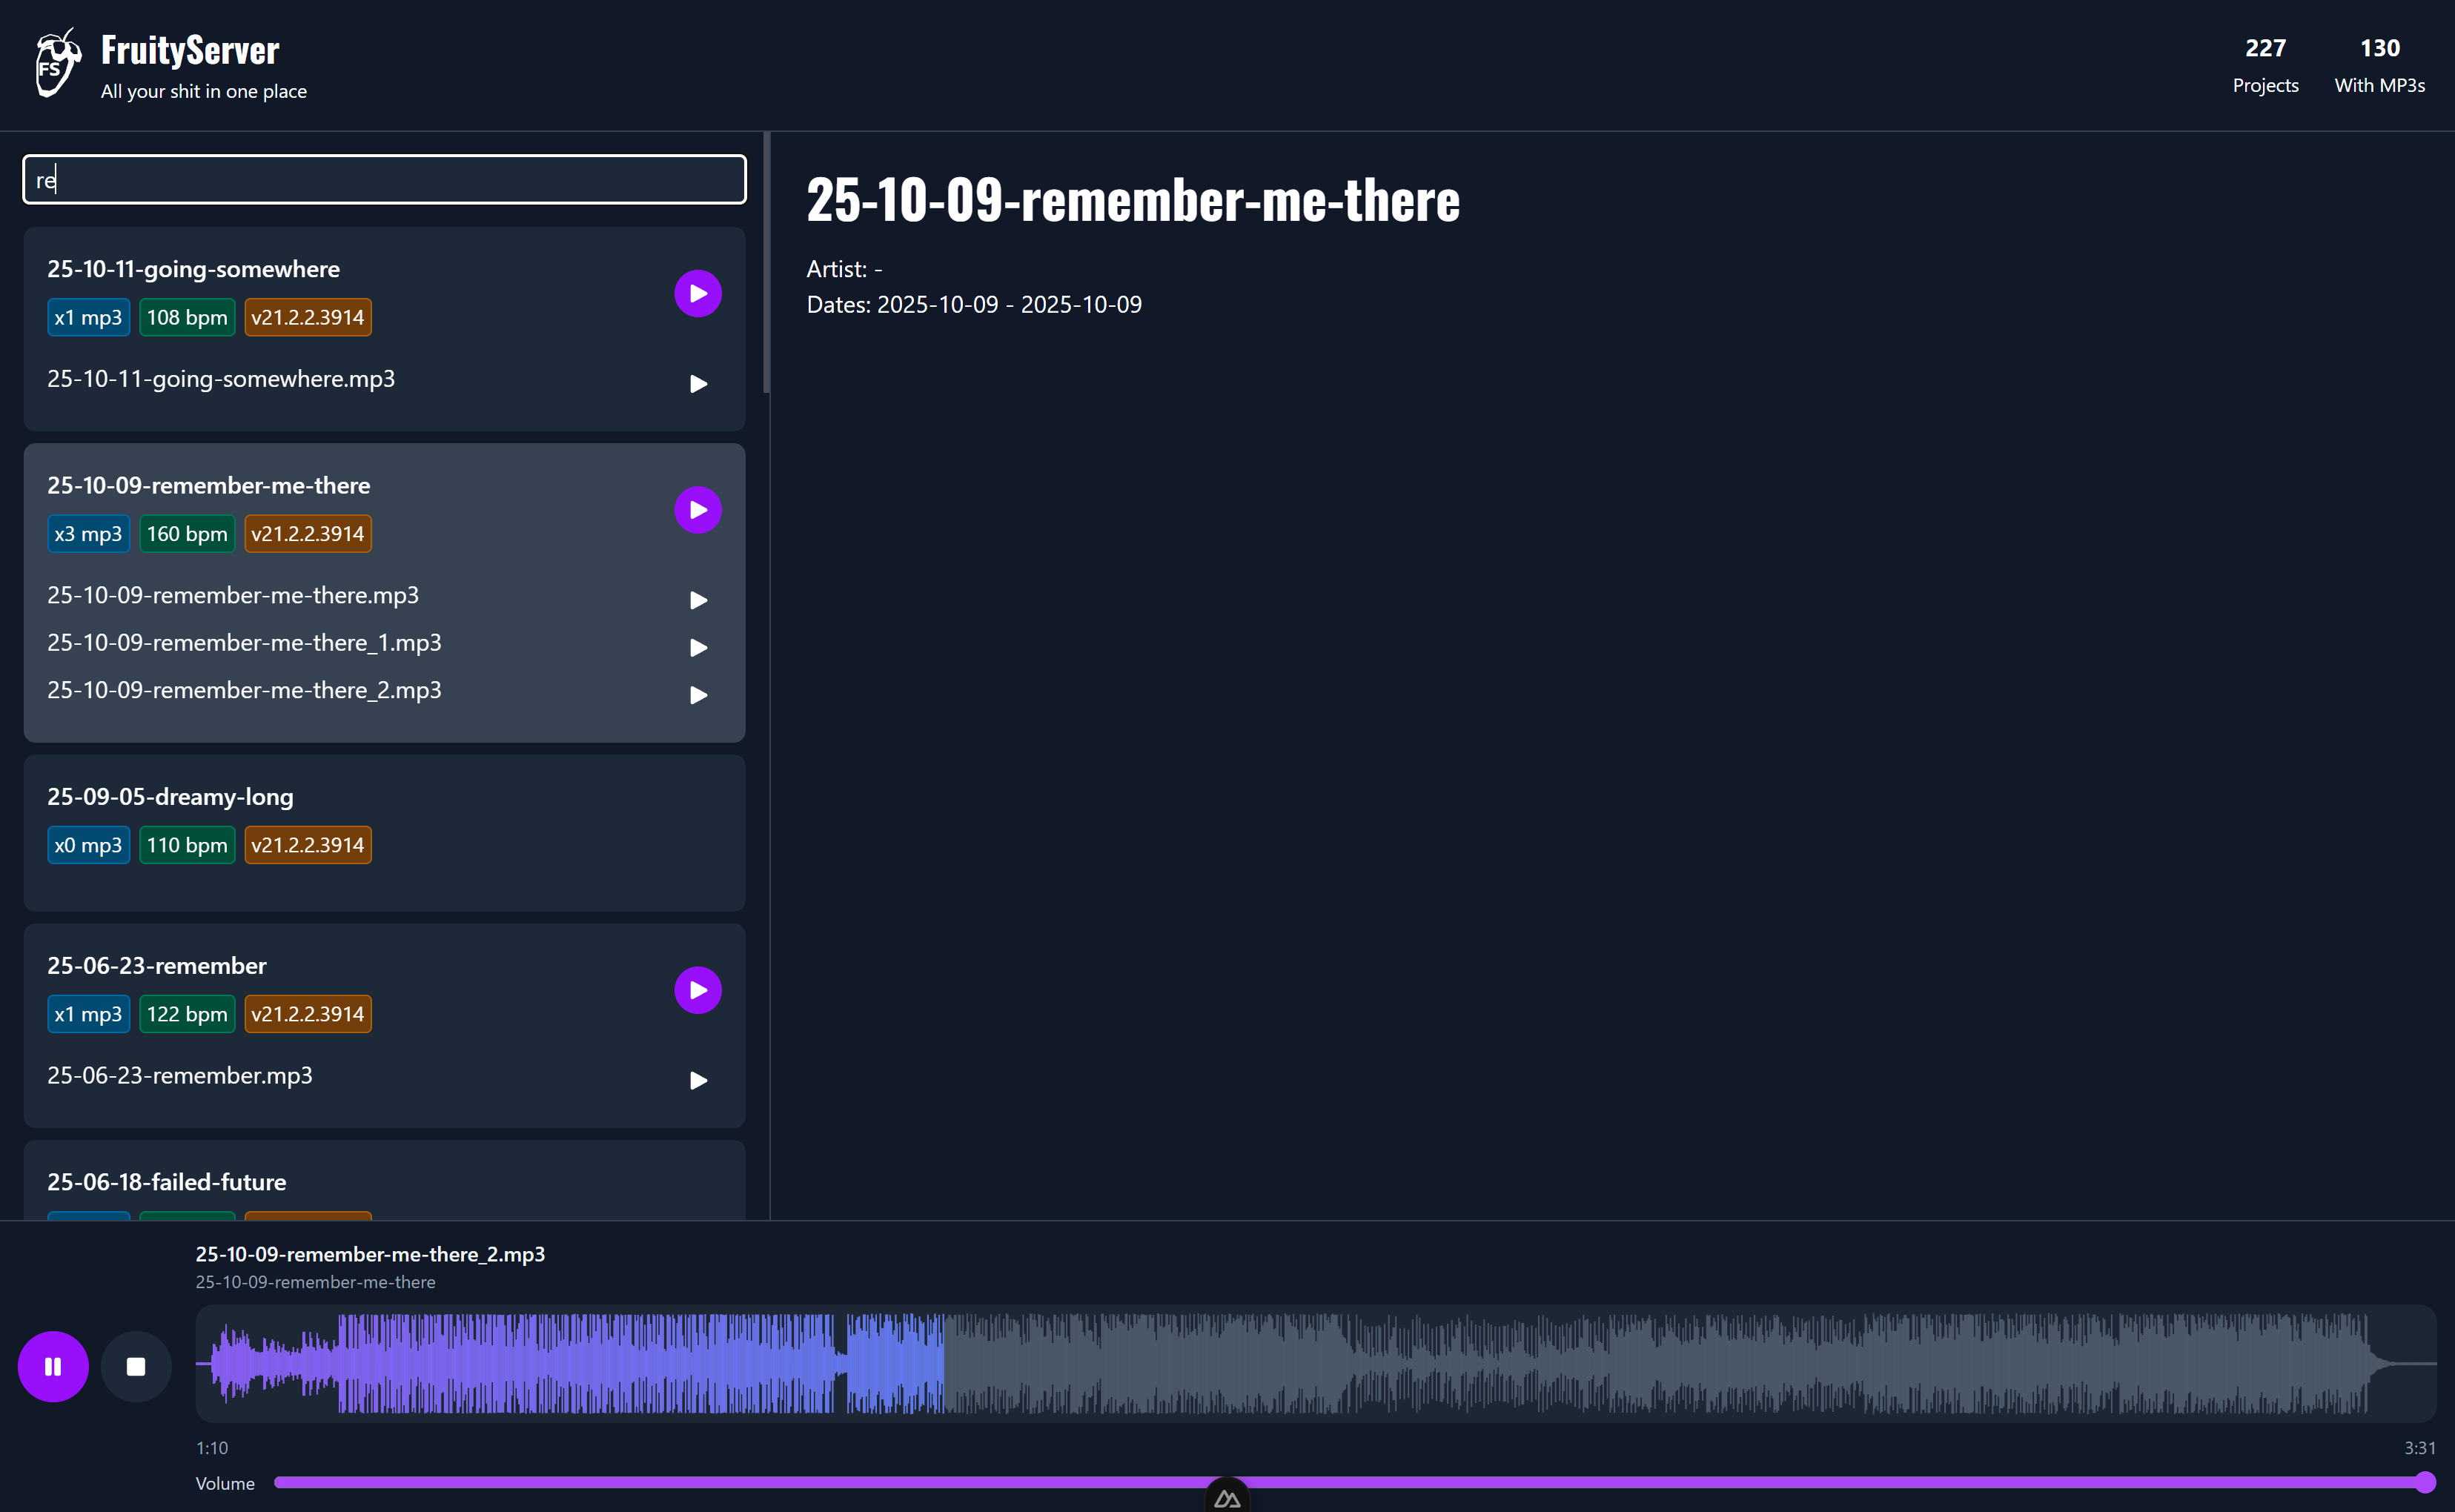 FS
FruityServer
All your shit in one place
227
Projects
130
With MP3s
re
25-10-11-going-somewhere
x1 mp3 108 bpm v21.2.2.3914
25-10-11-going-somewhere.mp3
25-10-09-remember-me-there
x3 mp3 160 bpm v21.2.2.3914
25-10-09-remember-me-there.mp3
25-10-09-remember-me-there_1.mp3
25-10-09-remember-me-there_2.mp3
25-09-05-dreamy-long
x0 mp3 110 bpm v21.2.2.3914
25-06-23-remember
x1 mp3 122 bpm v21.2.2.3914
25-06-23-remember.mp3
25-06-18-failed-future
25-10-09-remember-me-there
Artist: -
Dates: 2025-10-09 - 2025-10-09
25-10-09-remember-me-there_2.mp3
25-10-09-remember-me-there
1:10
3:31
Volume